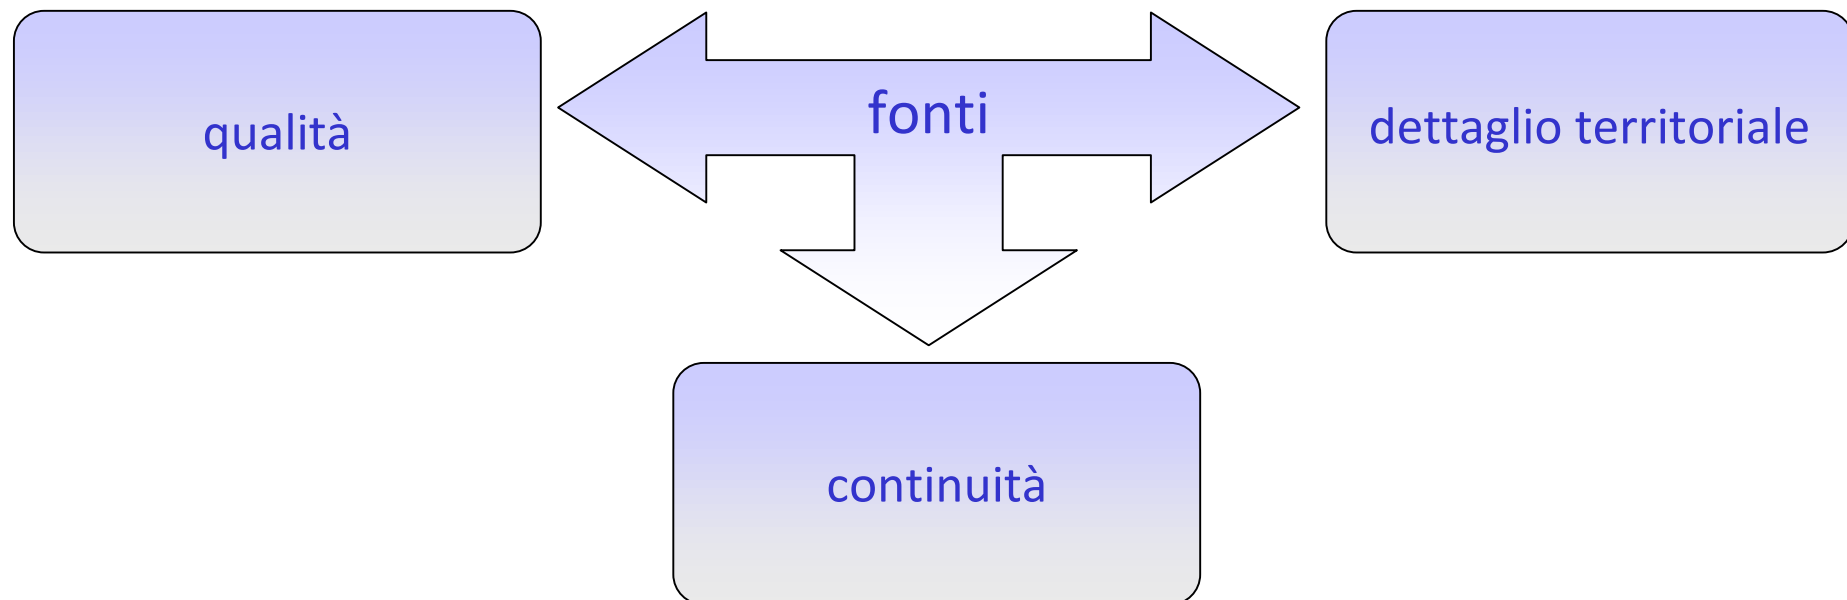 qualità
fonti
dettaglio territoriale
continuità